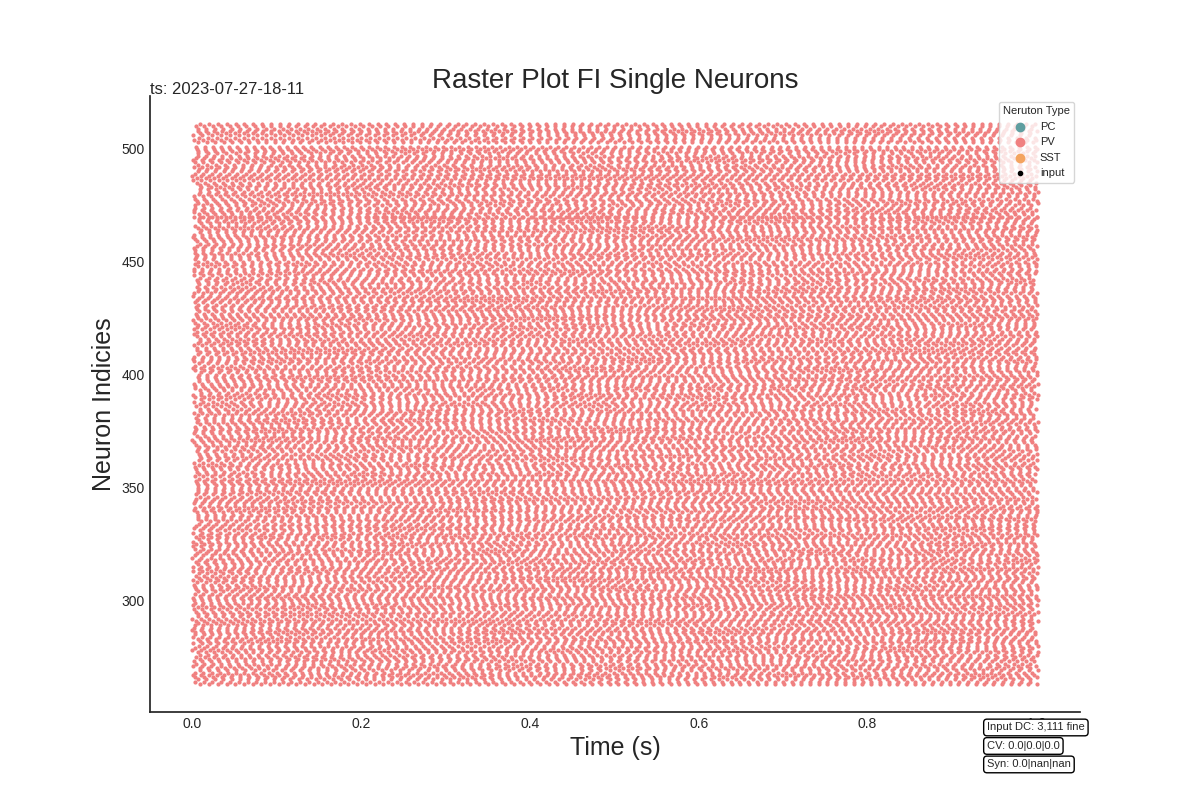 Raster Plot FI Single Neurons
ts: 2023-07-27-18-11
Neruton Type
PC
PV
SST
input
500
450
400
350
300
Neuron Indicies
0.0 0.2 0.4 0.6 0.8
Time (s)
Input DC: 3,111 fine
CV: 0.0|0.0|0.0
Syn: 0.0|nan|nan